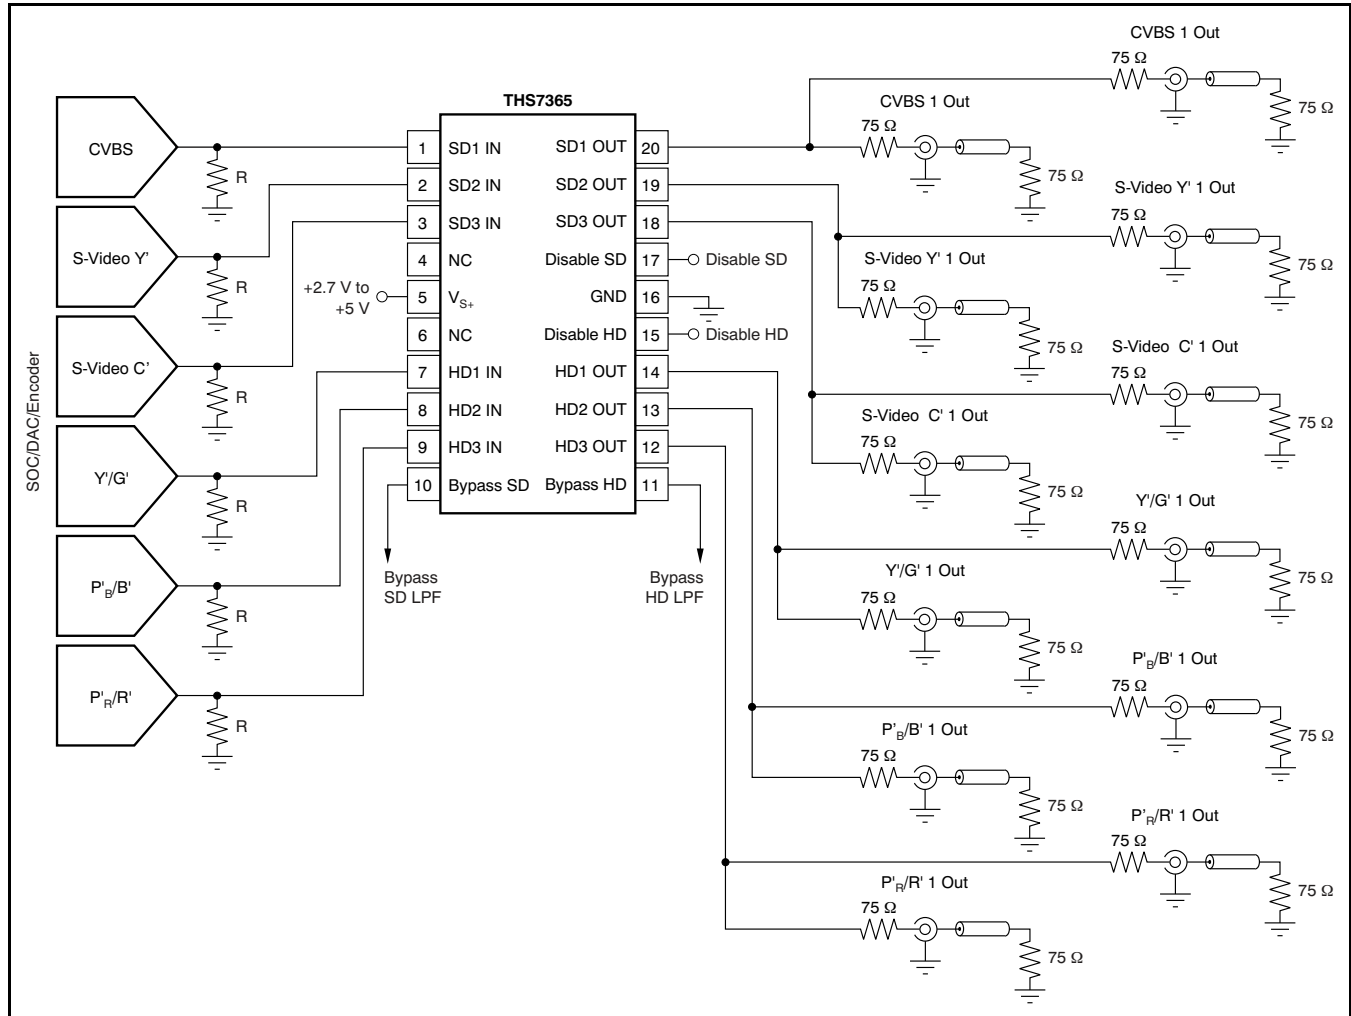 SOC/DAC/Encoder
CVBS
R
S-Video Y'
R
S-Video C'
R
Y'/G'
R
P'B/B'
R
P'R/R'
R
THS7365
1 SD1 IN SD1 OUT 20
2 SD2 IN SD2 OUT 19
3 SD3 IN SD3 OUT 18
4 NC Disable SD 17 Disable SD
+2.7 V to
+5 V
5 VS+ GND 16
6 NC Disable HD 15 Disable HD
7 HD1 IN HD1 OUT 14
8 HD2 IN HD2 OUT 13
9 HD3 IN HD3 OUT 12
10 Bypass SD Bypass HD 11
Bypass
SD LPF
Bypass
HD LPF
CVBS 1 Out
75 Ω
75 Ω
CVBS 1 Out
75 Ω
75 Ω
S-Video Y' 1 Out
75 Ω
75 Ω
S-Video Y' 1 Out
75 Ω
75 Ω
S-Video C' 1 Out
75 Ω
75 Ω
S-Video C' 1 Out
75 Ω
75 Ω
Y'/G' 1 Out
75 Ω
75 Ω
Y'/G' 1 Out
75 Ω
75 Ω
P'B/B' 1 Out
75 Ω
75 Ω
P'B/B' 1 Out
75 Ω
75 Ω
P'R/R' 1 Out
75 Ω
75 Ω
P'R/R' 1 Out
75 Ω
75 Ω